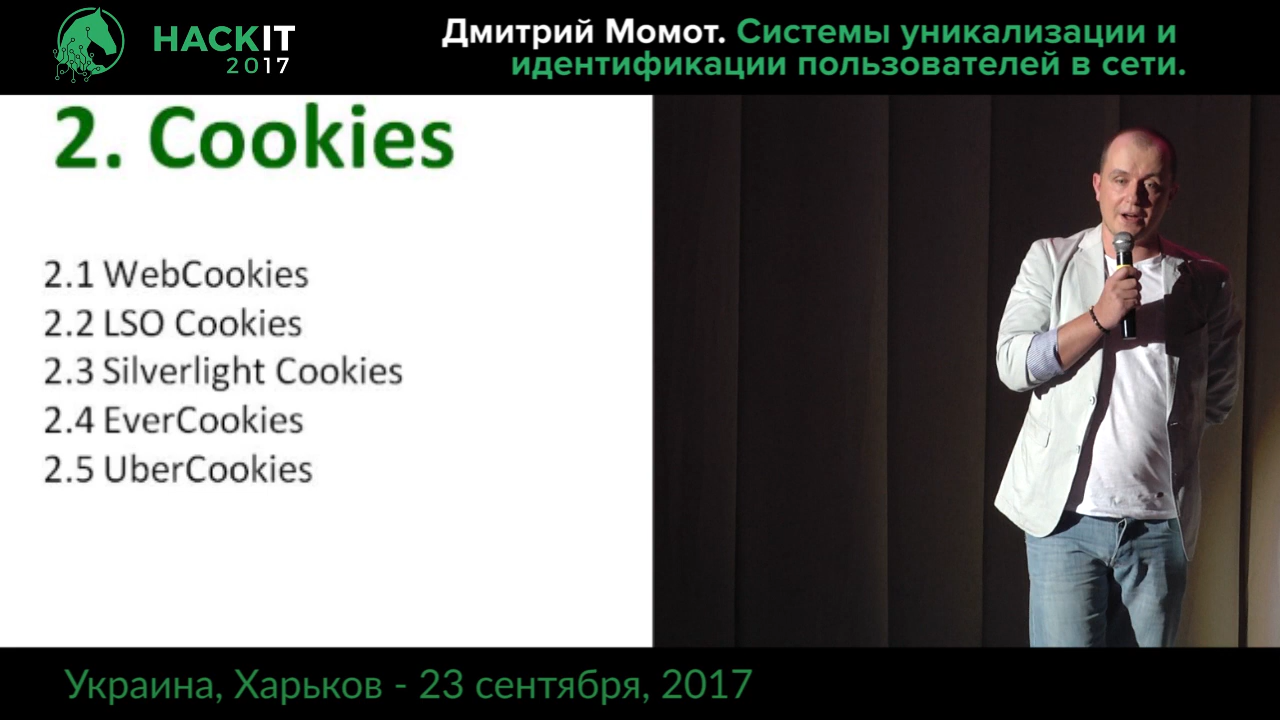 HACKIT
2017
Дмитрий Момот. Системы уникализации и
идентификации пользователей в сети.
2. Cookies
2.1 WebCookies
2.2 LSO Cookies
2.3 Silverlight Cookies
2.4 EverCookies
2.5 UberCookies
Украина, Харьков - 23 сентября, 2017